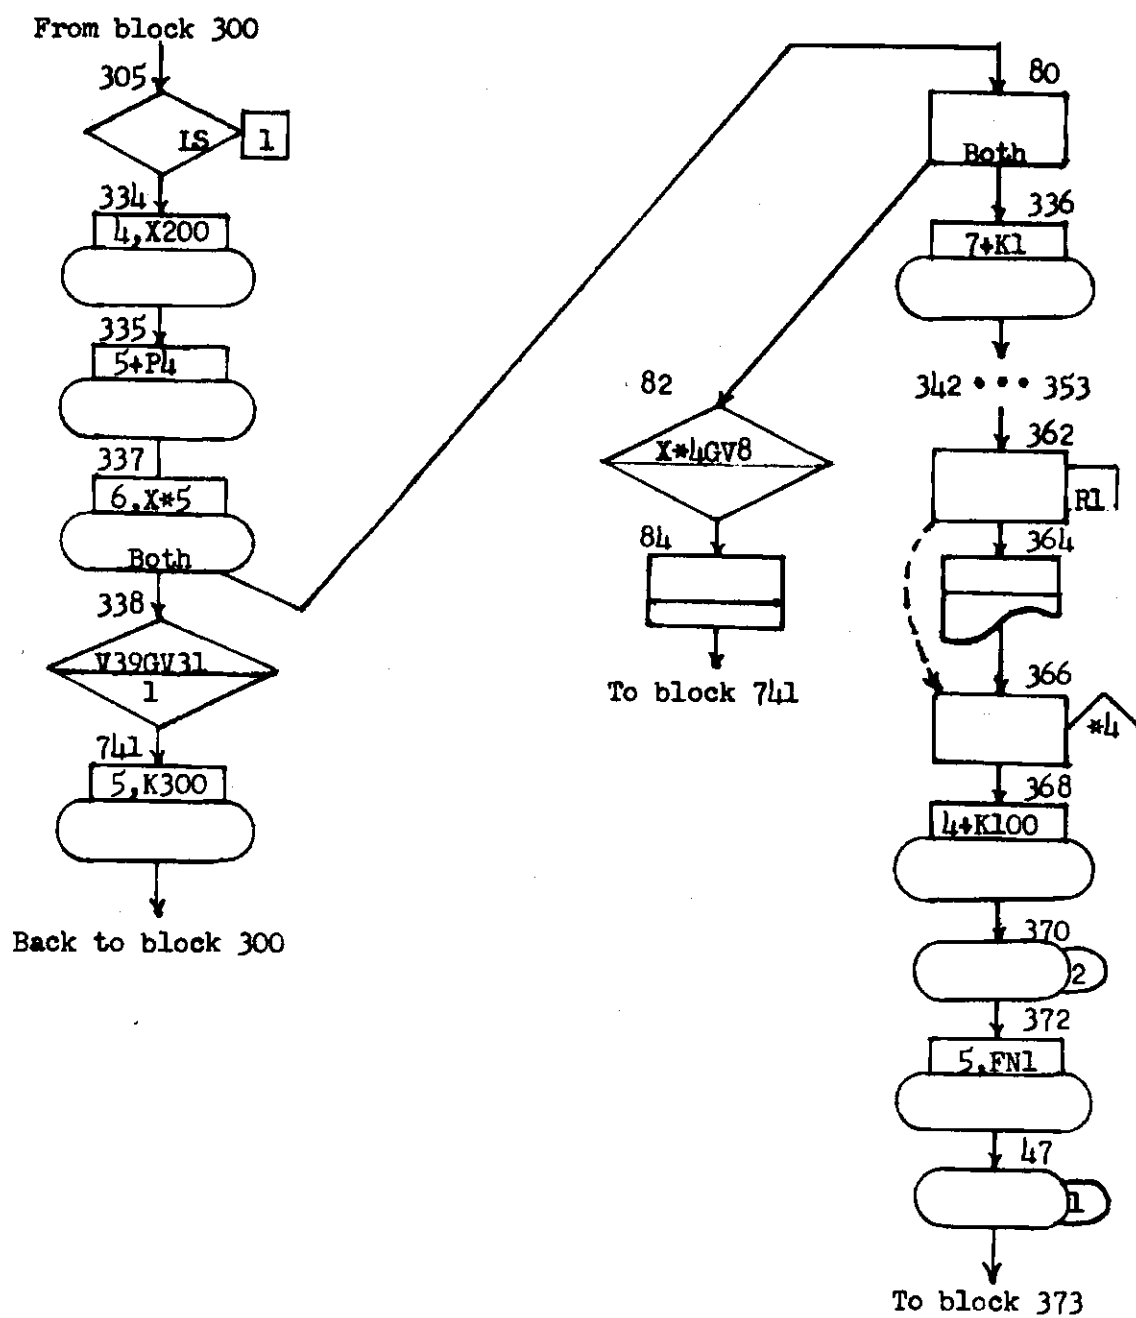 From block 300
305
LS
1
334
4,X200
335
5+P4
337
6,X*5
Both
338
V39GV31
1
741
5,K300
Back to block 300
82
X*4GV8
84
To block 741
80
Both
336
7+K1
342 • • • 353
362
R1
364
366
*4
368
4+K100
370
2
372
5,FN1
47
1
To block 373